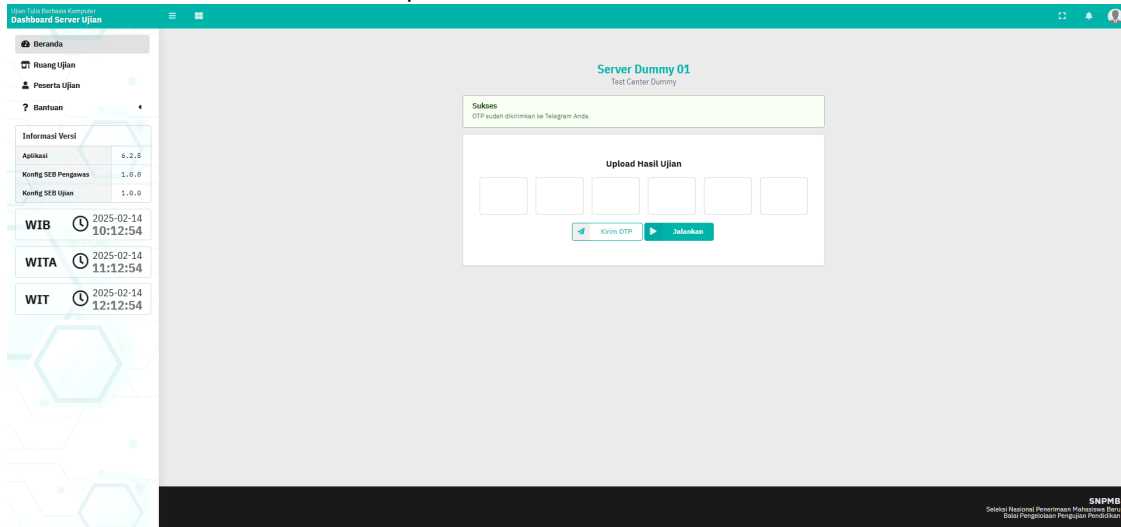 Ujian Tulis Berbasis Komputer
Dashboard Server Ujian
Beranda
Ruang Ujian
Peserta Ujian
Bantuan
Informasi Versi
Aplikasi 6.2.5
Konfig SEB Pengawas 1.0.0
Konfig SEB Ujian 1.0.0
WIB 2025-02-14
10:12:54
WITA 2025-02-14
11:12:54
WIT 2025-02-14
12:12:54
Server Dummy 01
Test Center Dummy
Sukses
OTP sudah dikirimkan ke Telegram Anda.
Upload Hasil Ujian
Kirim OTP Jalankan
SNPMB
Seleksi Nasional Penerimaan Mahasiswa Baru
Balai Pengelolaan Pengujian Pendidikan